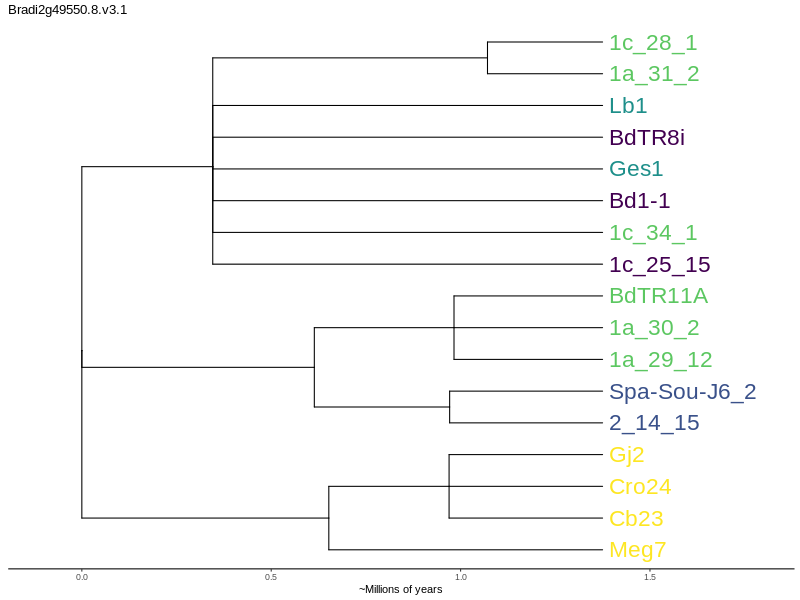 Bradi2g49550.8.v3.1
1c_28_1
1a_31_2
Lb1
BdTR8i
Ges1
Bd1-1
1c_34_1
1c_25_15
BdTR11A
1a_30_2
1a_29_12
Spa-Sou-J6_2
2_14_15
Gj2
Cro24
Cb23
Meg7
0.0 0.5 1.0 1.5
~Millions of years